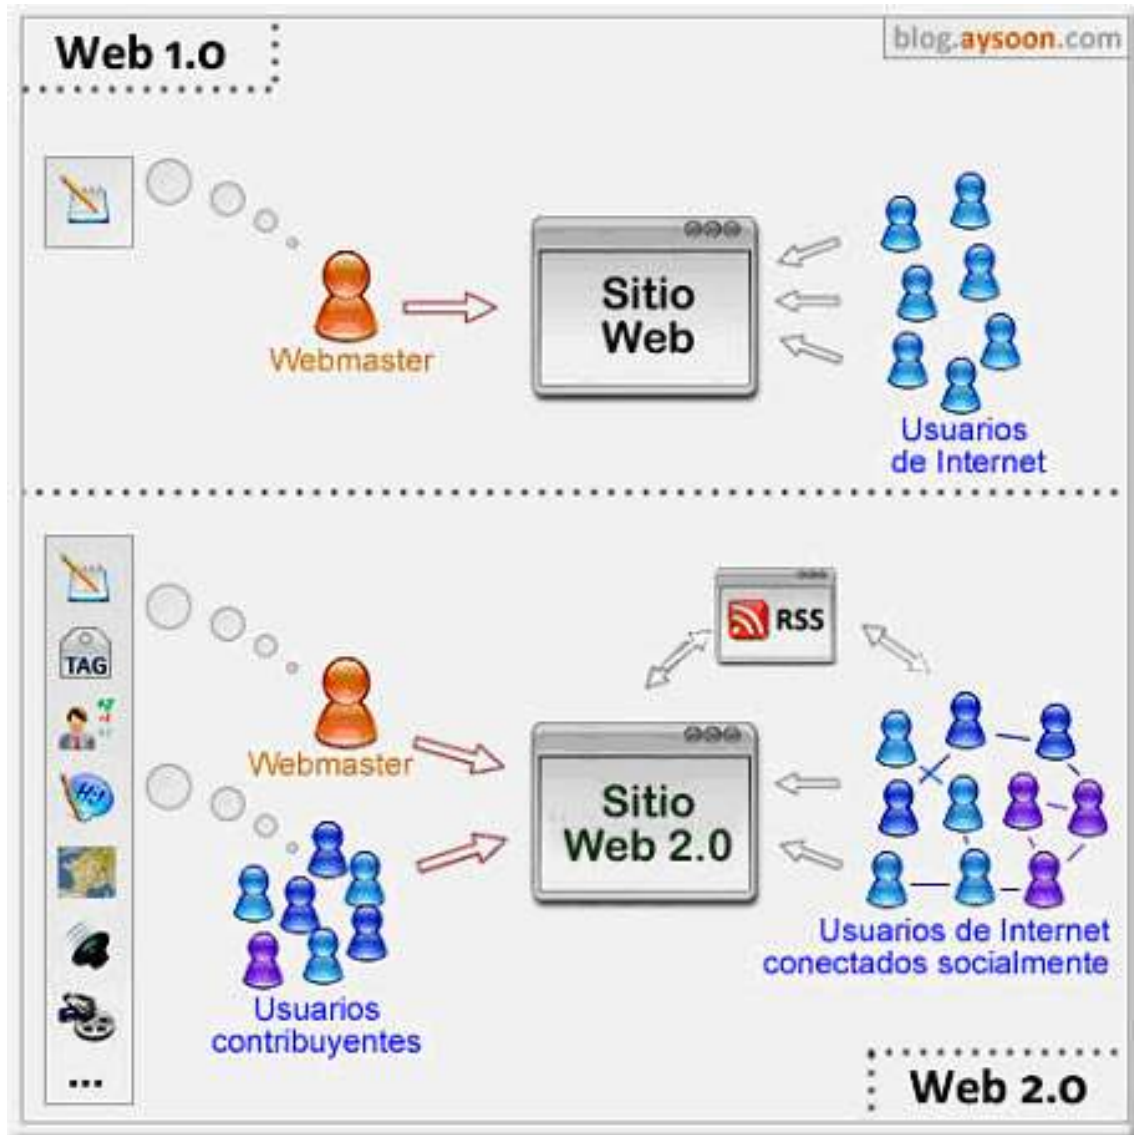 Web 1.0
blog.aysoon.com
Sitio
Web
Webmaster
Usuarios
de Internet
TAG
RSS
Webmaster
Sitio
Web 2.0
Usuarios de Internet
conectados socialmente
Usuarios
contribuyentes
...
Web 2.0